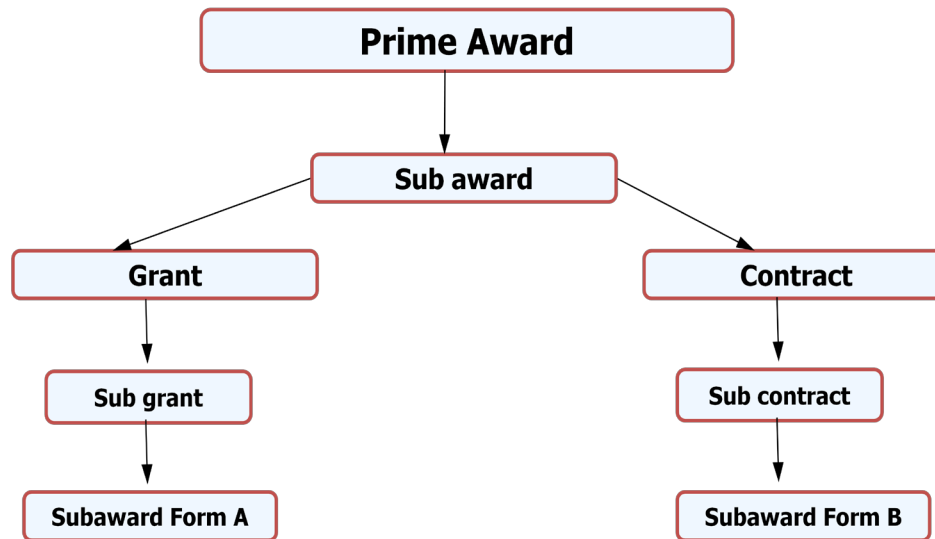 Prime Award
Sub award
Grant
Contract
Sub grant
Sub contract
Subaward Form A
Subaward Form B